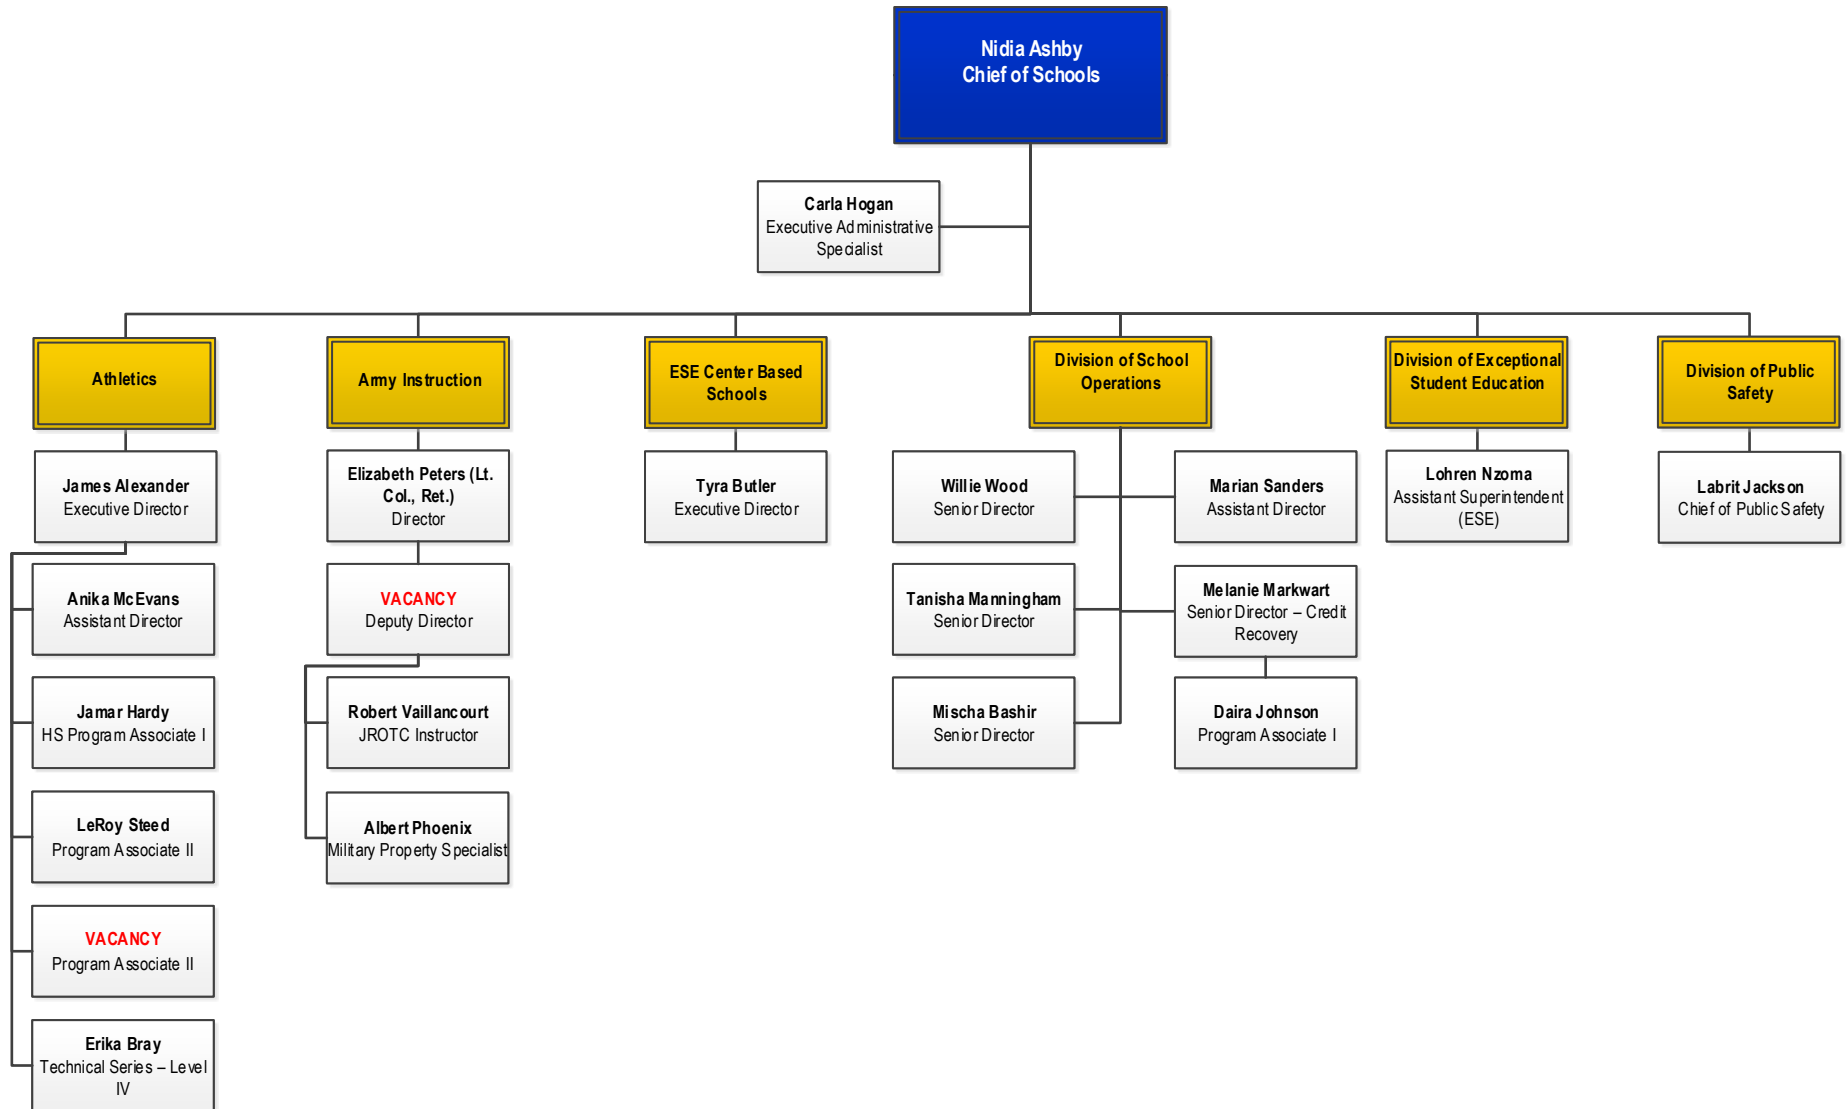 Nidia Ashby
Chief of Schools
Carla Hogan
Executive Administrative
Specialist
Athletics
Army Instruction
ESE Center Based
Schools
Division of School
Operations
Division of Exceptional
Student Education
Division of Public
Safety
James Alexander
Executive Director
Anika McEvans
Assistant Director
Jamar Hardy
HS Program Associate I
LeRoy Steed
Program Associate II
VACANCY
Program Associate II
Erika Bray
Technical Series – Level
IV
Elizabeth Peters (Lt.
Col., Ret.)
Director
VACANCY
Deputy Director
Robert Vaillancourt
JROTC Instructor
Albert Phoenix
Military Property Specialist
Tyra Butler
Executive Director
Willie Wood
Senior Director
Tanisha Manningham
Senior Director
Mischa Bashir
Senior Director
Marian Sanders
Assistant Director
Melanie Markwart
Senior Director – Credit
Recovery
Daira Johnson
Program Associate I
Lohren Nzoma
Assistant Superintendent
(ESE)
Labrit Jackson
Chief of Public Safety